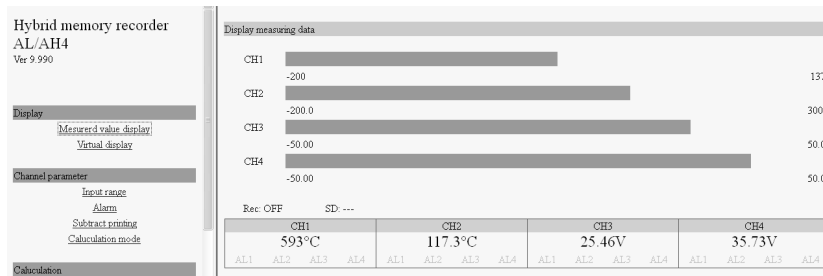 Hybrid memory recorder
AL/AH4
Ver 9.990
Display
Mesurerd value display
Virtual display
Channel parameter
Input range
Alarm
Subtract printing
Caluculation mode
Caluculation
Display measuring data
CH1
-200
CH2
-200.0
CH3
-50.00
CH4
-50.00
Rec: OFF SD: ---
CH1 CH2 CH3 CH4
593°C 117.3°C 25.46V 35.73V
AL1 AL2 AL3 AL4 AL1 AL2 AL3 AL4 AL1 AL2 AL3 AL4 AL1 AL2 AL3 AL4